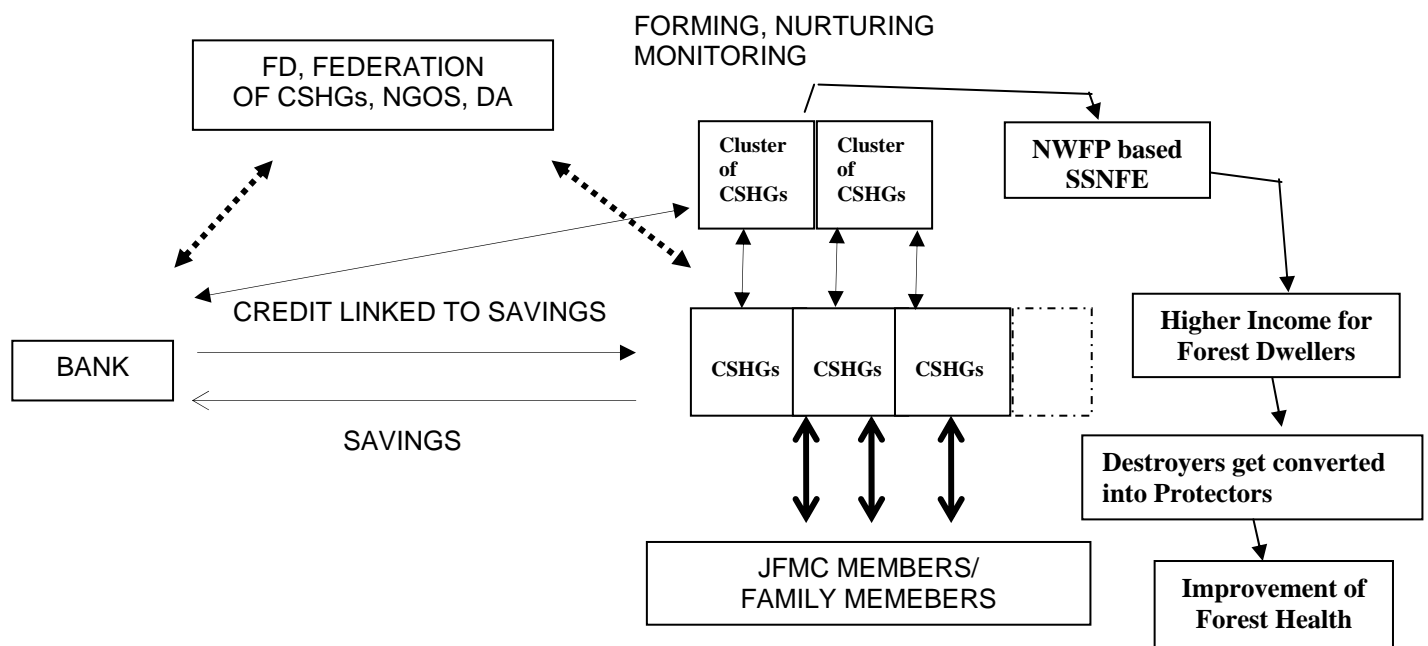 FORMING, NURTURING
MONITORING
FD, FEDERATION
OF CSHGs, NGOS, DA
Cluster
of
CSHGs
Cluster
of
CSHGs
NWFP based
SSNFE
CREDIT LINKED TO SAVINGS
BANK
SAVINGS
CSHGs
CSHGs
CSHGs
Higher Income for
Forest Dwellers
Destroyers get converted
into Protectors
JFMC MEMBERS/
FAMILY MEMEBERS
Improvement of
Forest Health